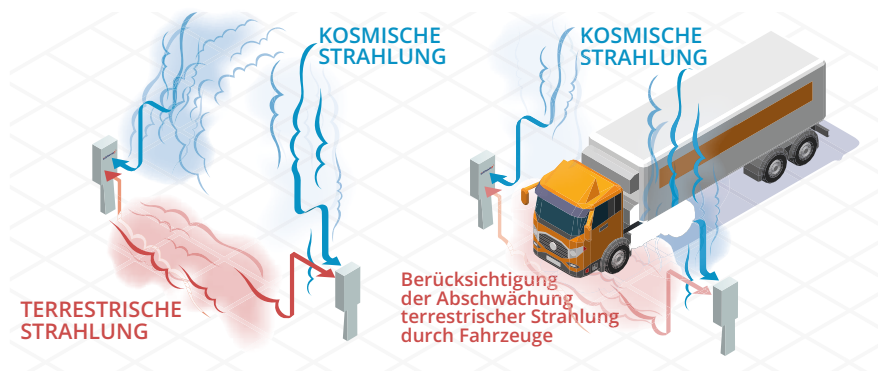 KOSMISCHE
STRAHLUNG
TERRESTRISCHE
STRAHLUNG
KOSMISCHE
STRAHLUNG
Berücksichtigung
der Abschwächung
terrestrischer Strahlung
durch Fahrzeuge